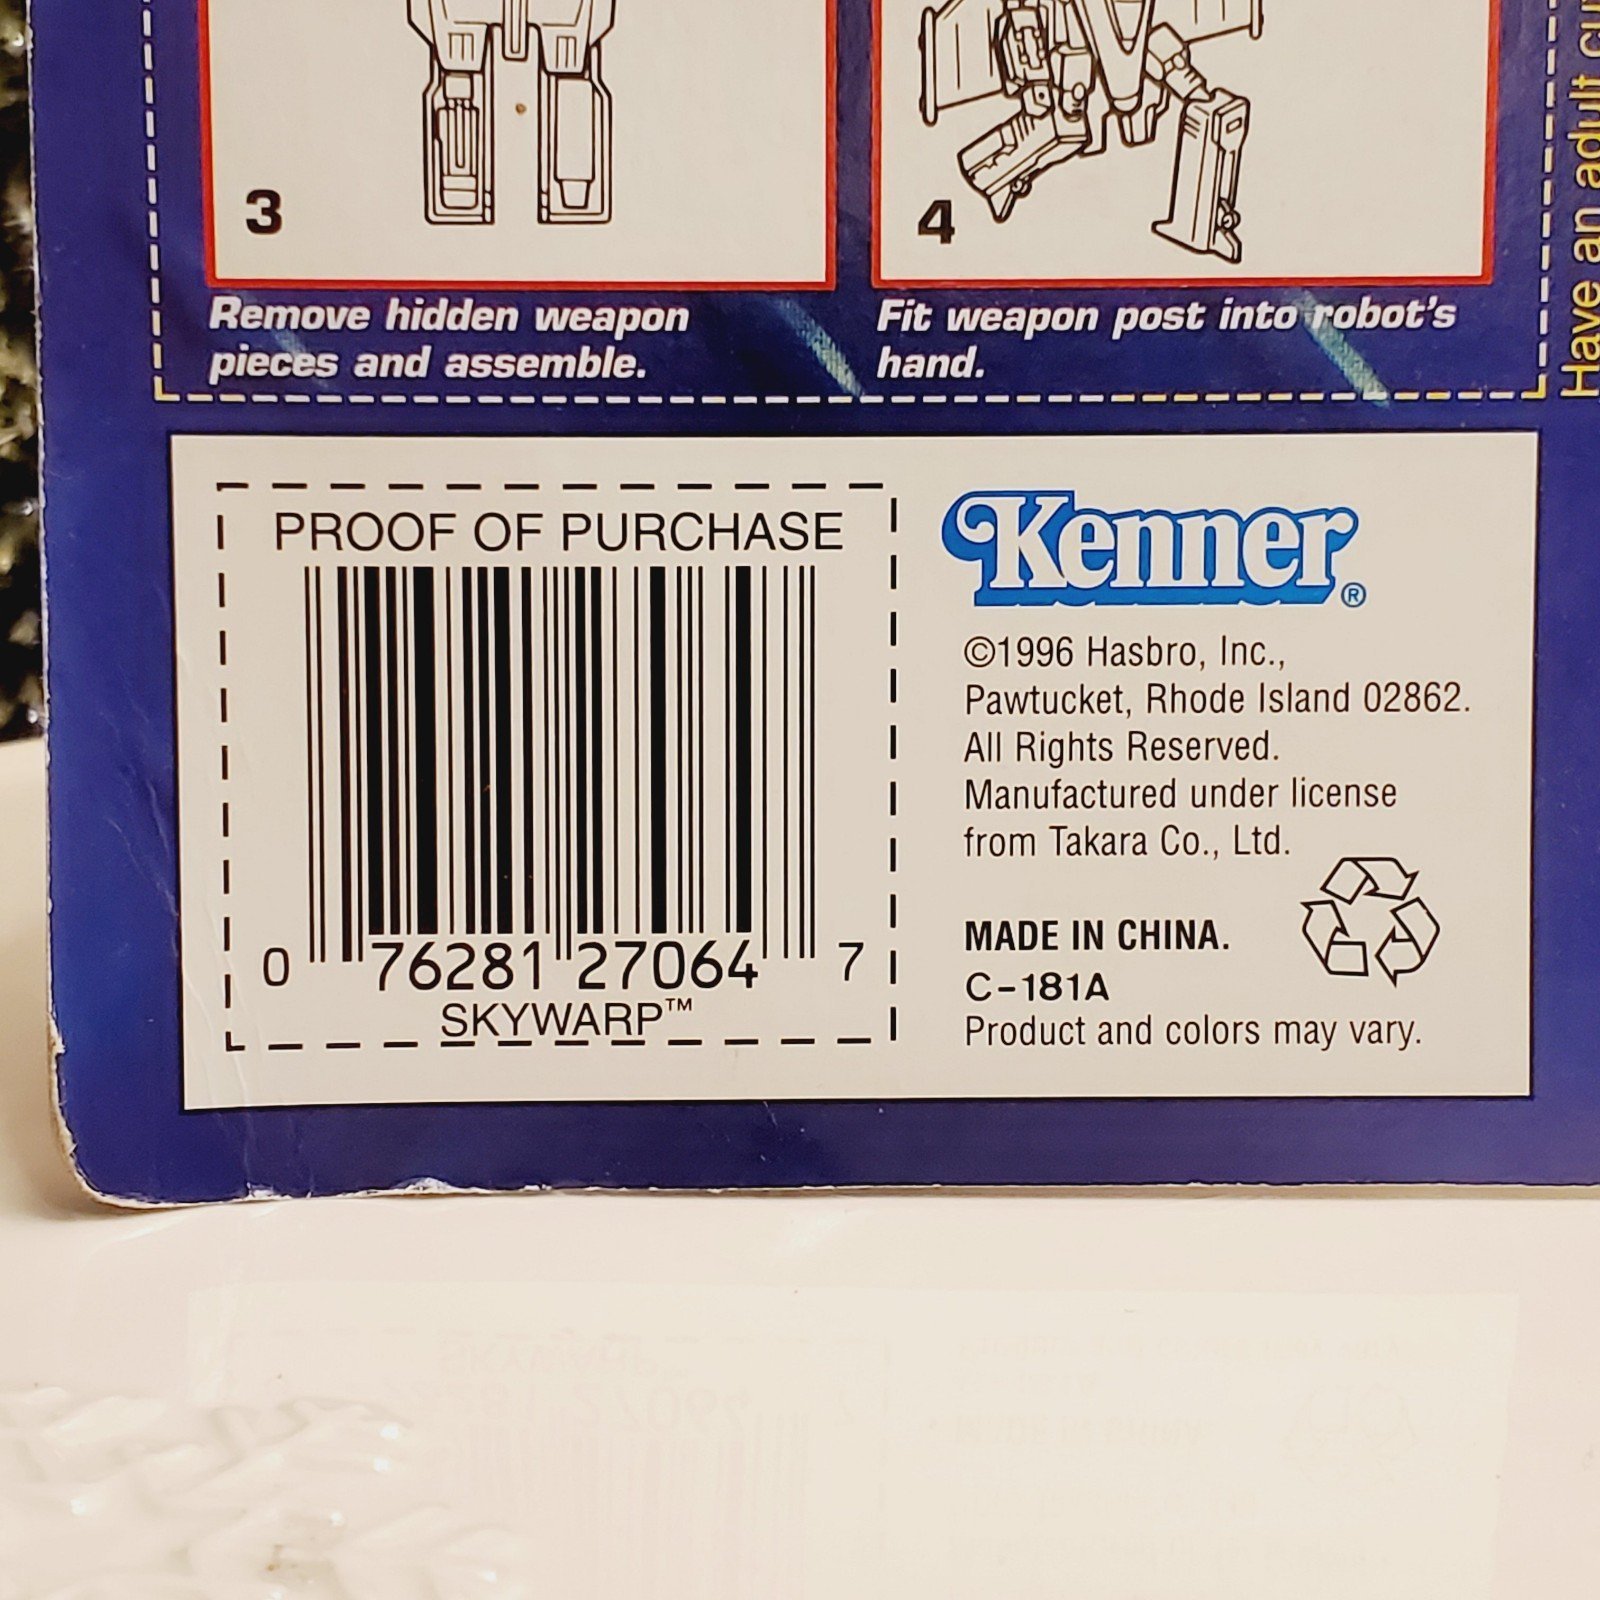 3
Remove hidden weapon
pieces and assemble.
4
Fit weapon post into robot's
hand.
Have an adult
PROOF OF PURCHASE
0 76281 27064 7
SKYWARP™
Kenner®
©1996 Hasbro, Inc.,
Pawtucket, Rhode Island 02862.
All Rights Reserved.
Manufactured under license
from Takara Co., Ltd.
MADE IN CHINA.
C-181A
Product and colors may vary.